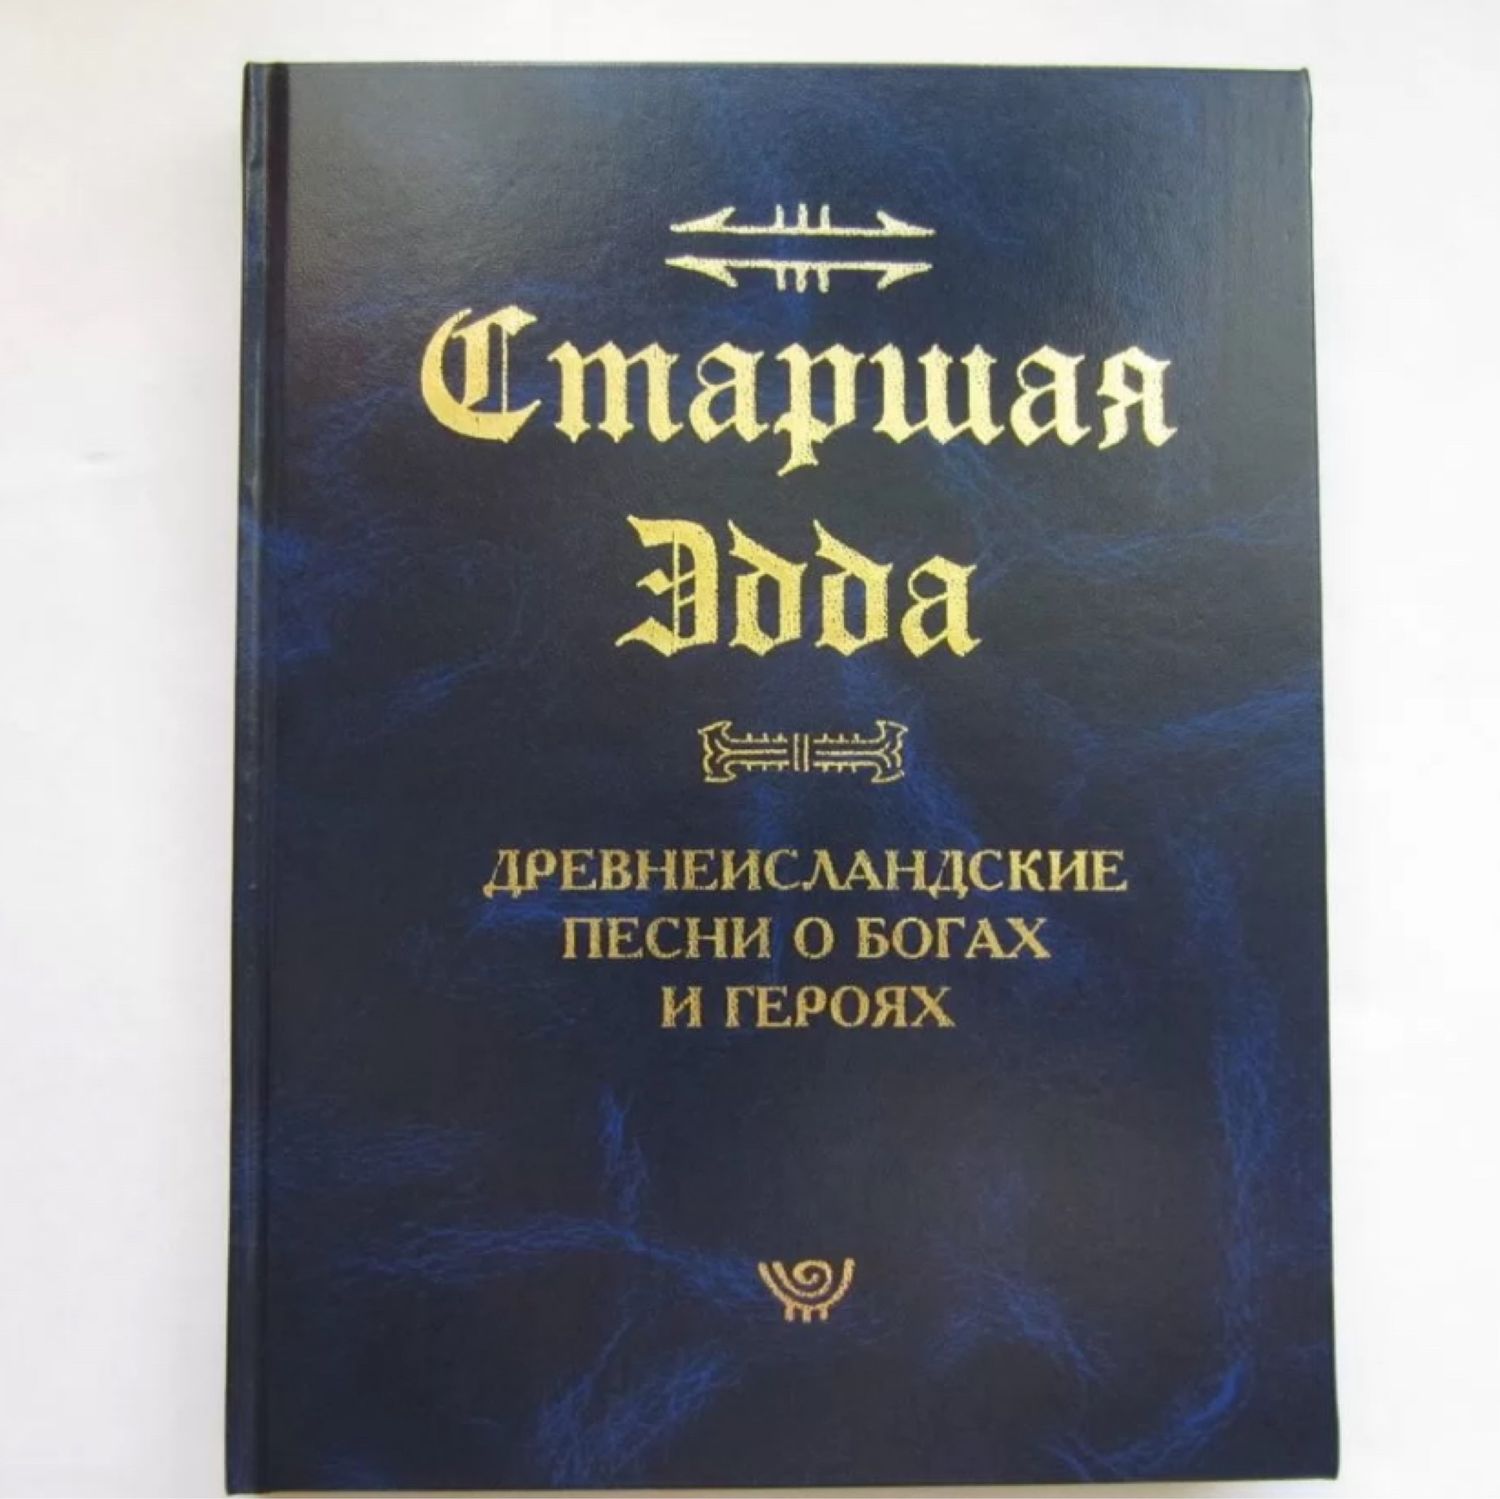 Старшая
Эдда
ДРЕВНЕИСЛАНДСКИЕ
ПЕСНИ О БОГАХ
И ГЕРОЯХ